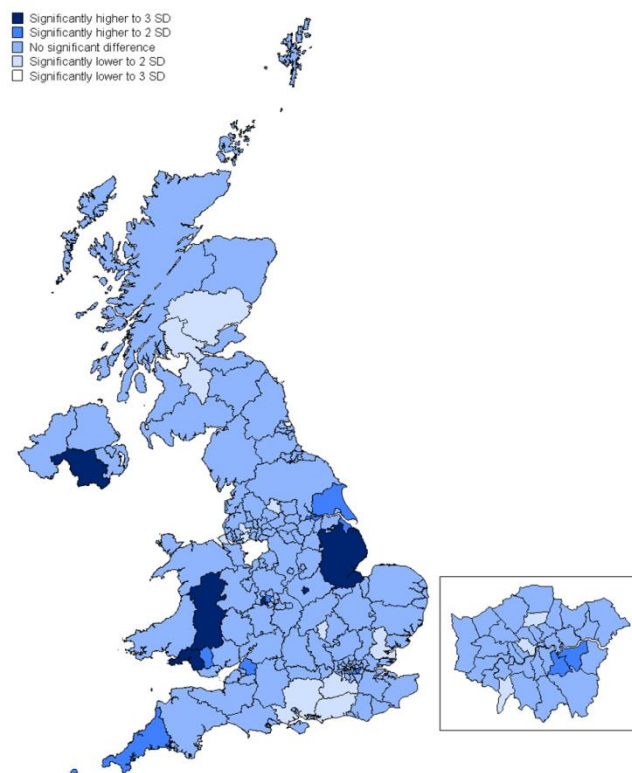 Significantly higher to 3 SD
Significantly higher to 2 SD
No significant difference
Significantly lower to 2 SD
Significantly lower to 3 SD